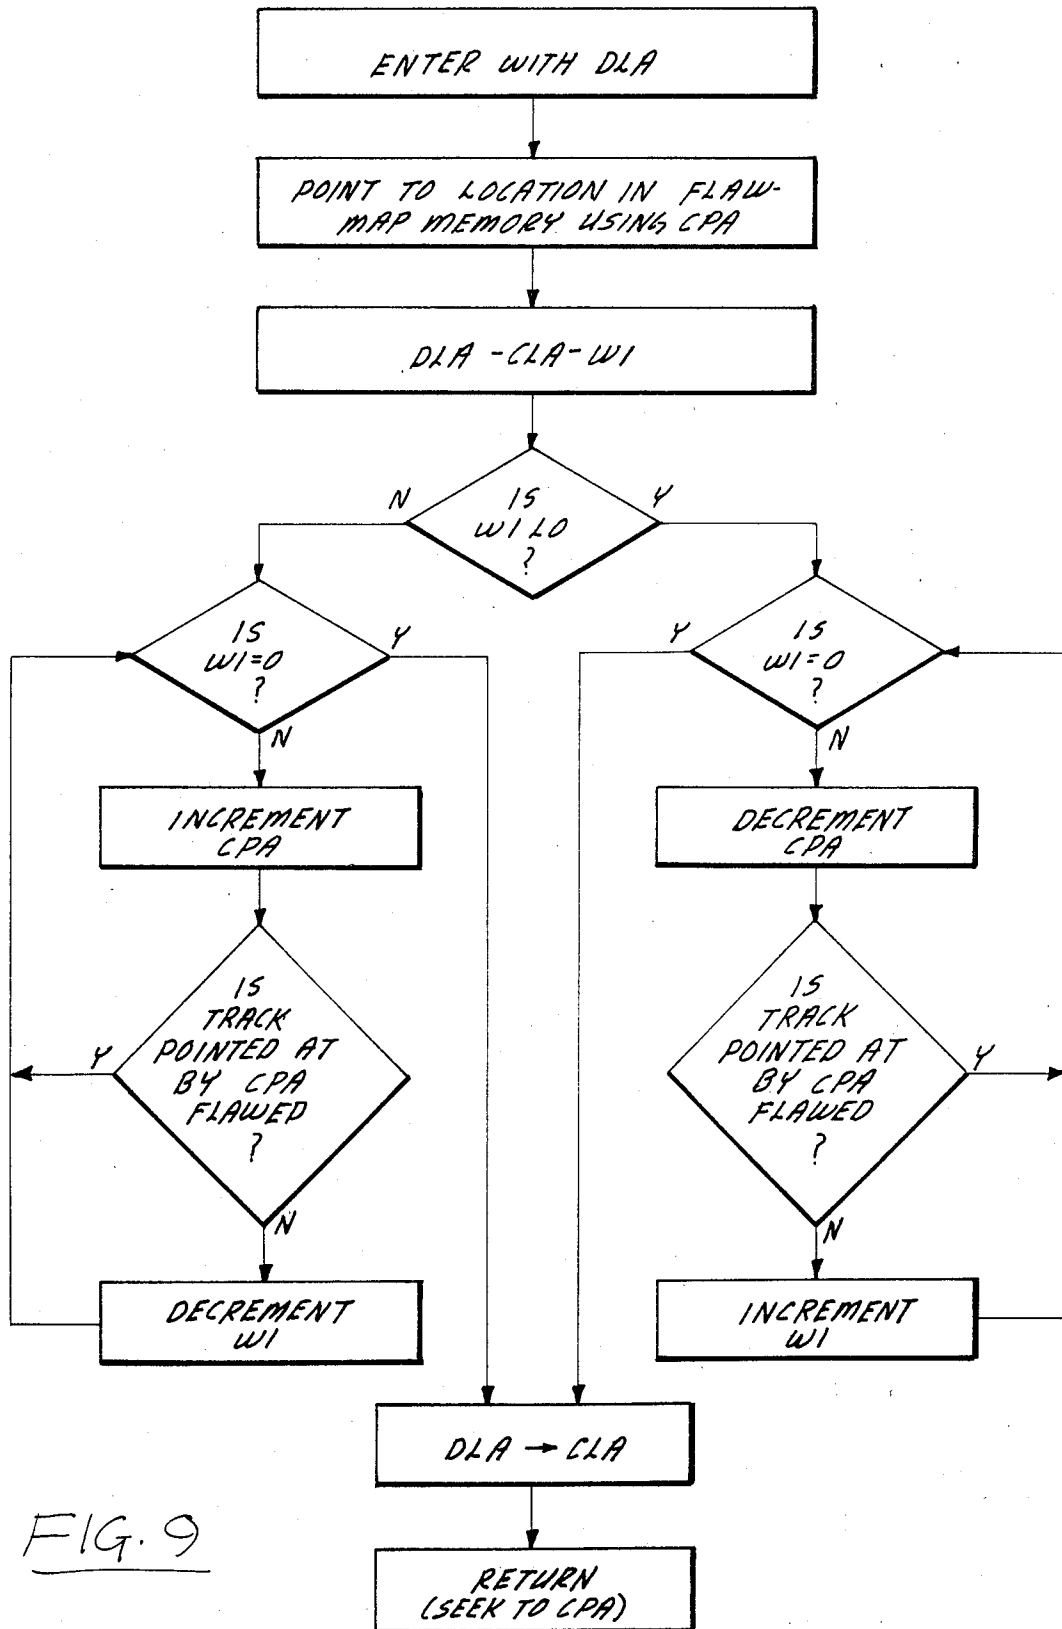 ENTER WITH DLA
POINT TO LOCATION IN FLAW-
MAP MEMORY USING CPA
DLA -CLA-W1
IS
W1 LO
?
N
Y
IS
W1=0
?
Y
N
IS
W1=0
?
Y
N
INCREMENT
CPA
DECREMENT
CPA
IS
TRACK
POINTED AT
BY CPA
FLAWED
?
Y
N
IS
TRACK
POINTED AT
BY CPA
FLAWED
?
Y
N
DECREMENT
W1
INCREMENT
W1
DLA → CLA
RETURN
(SEEK TO CPA)
FIG. 9